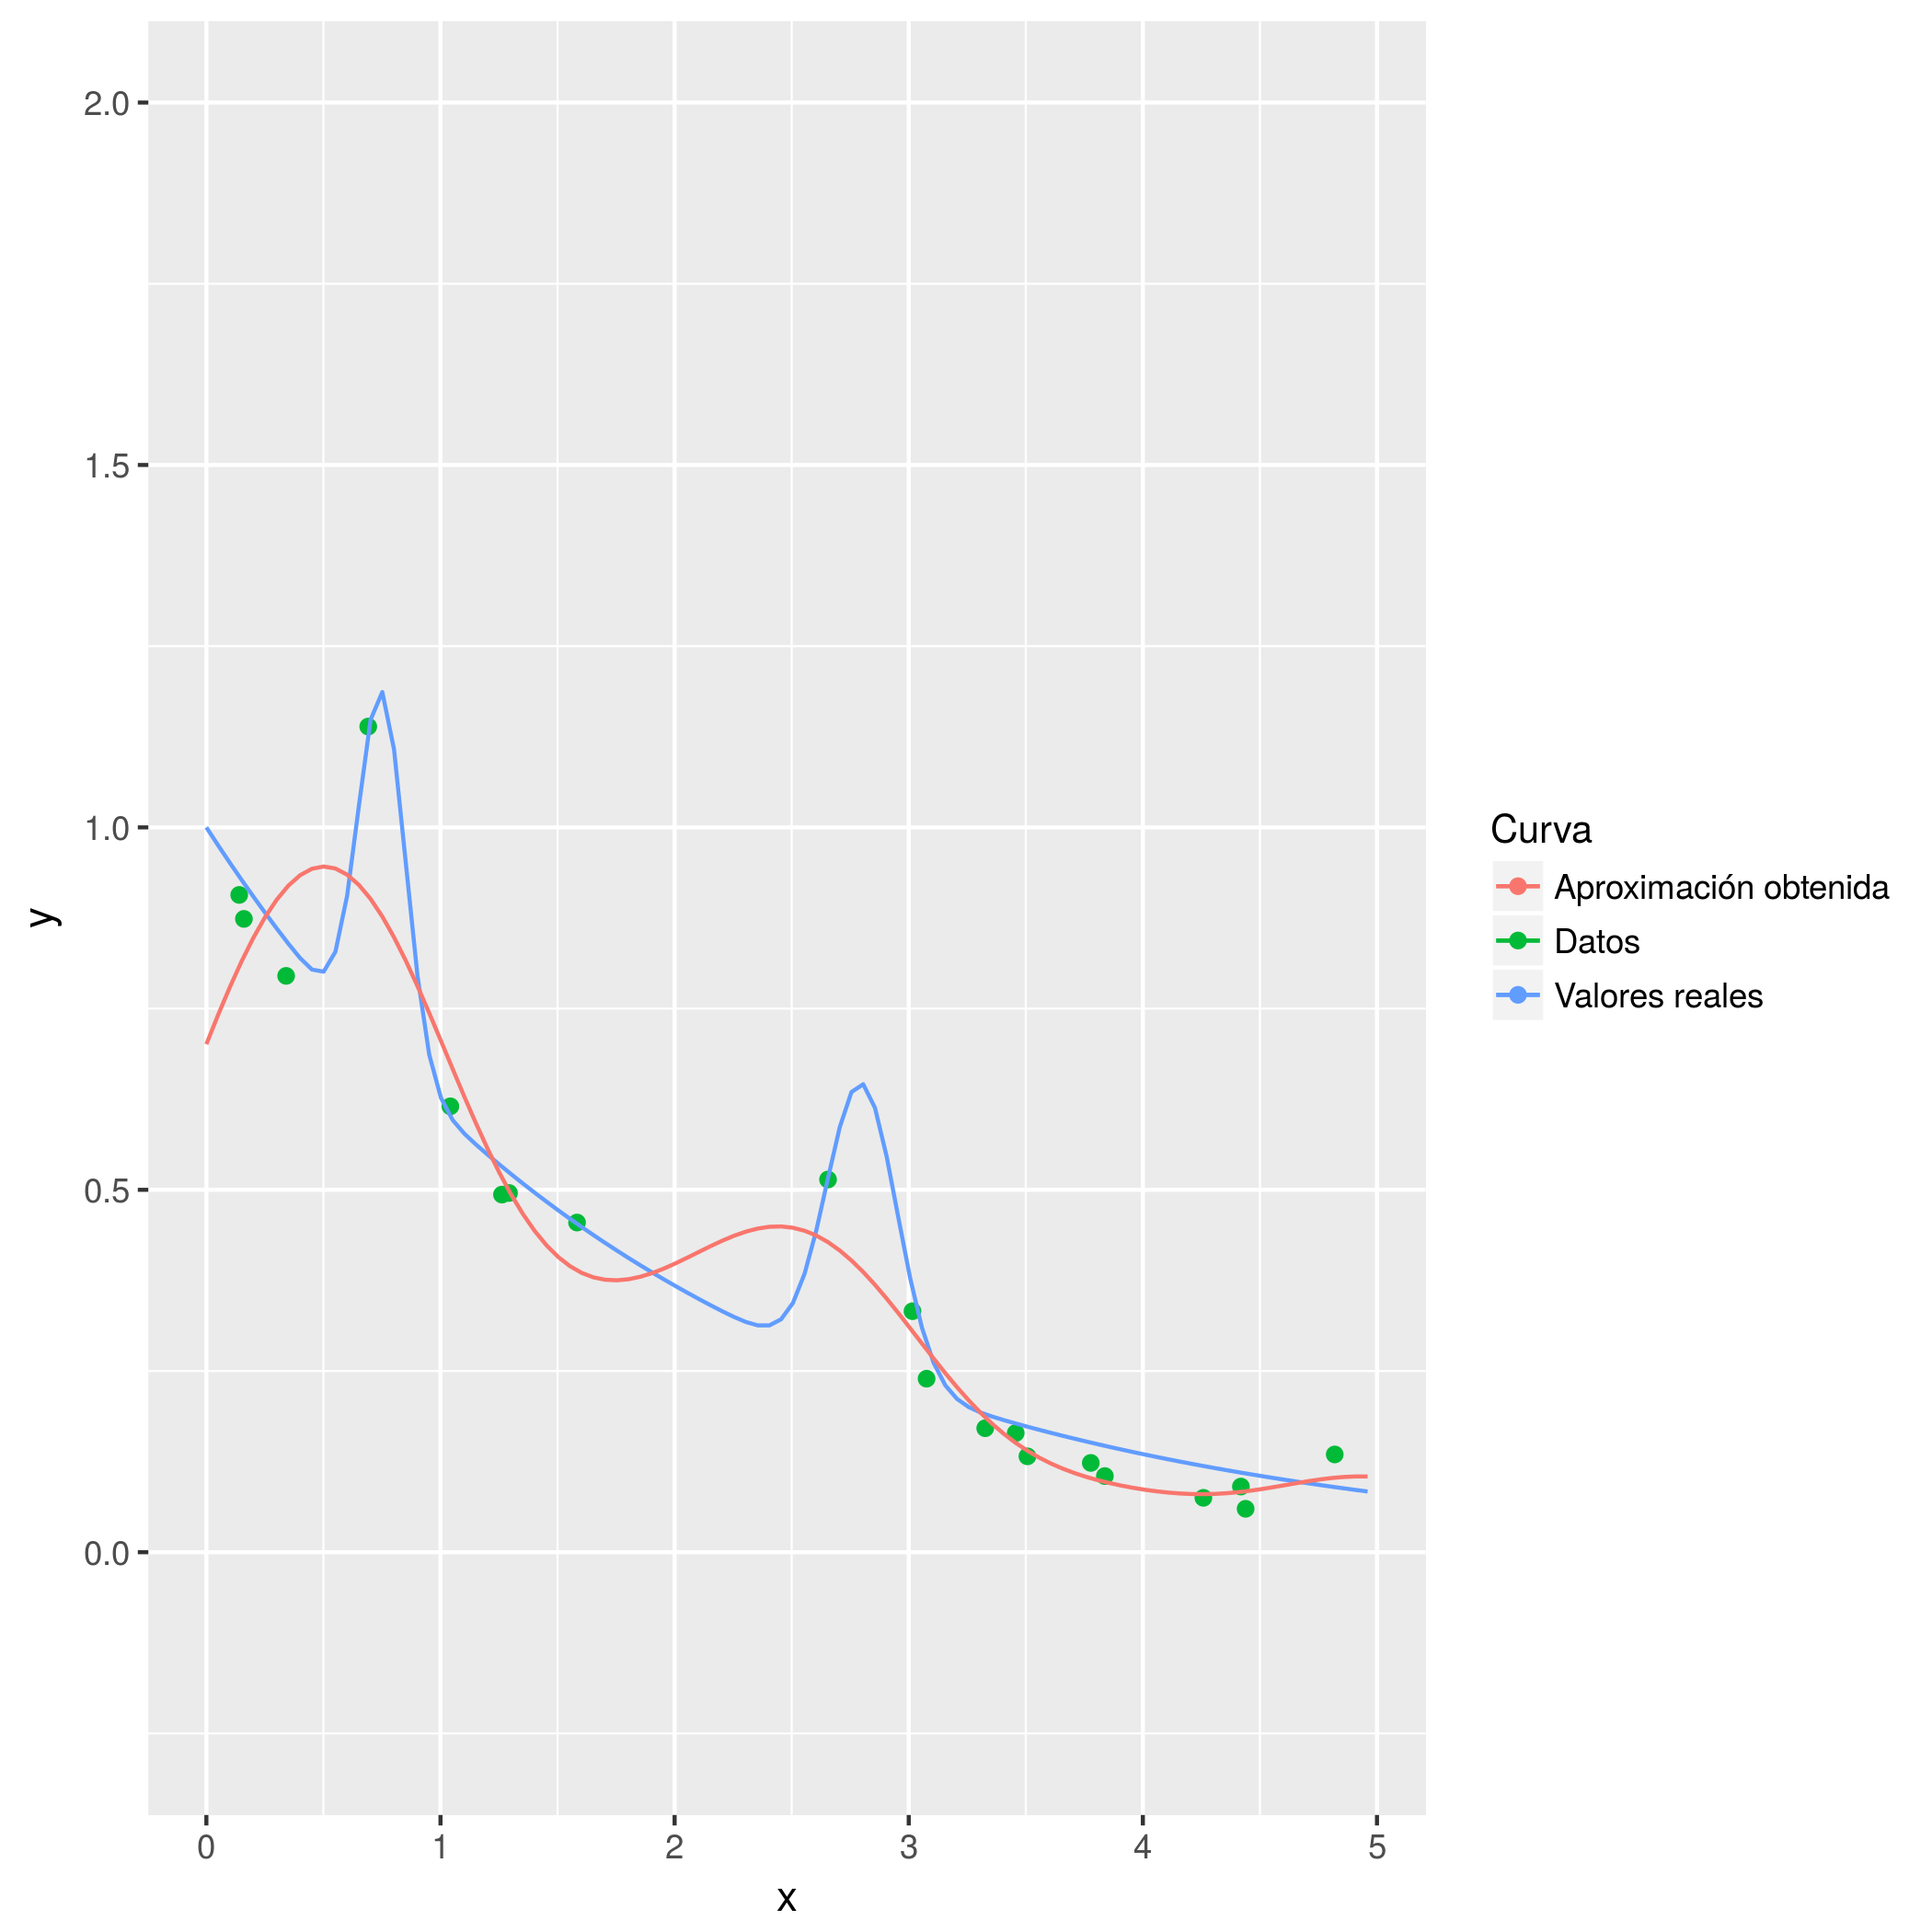 2.0
1.5
1.0
0.5
0.0
y
0 1 2 3 4 5
x
Curva
Aproximación obtenida
Datos
Valores reales